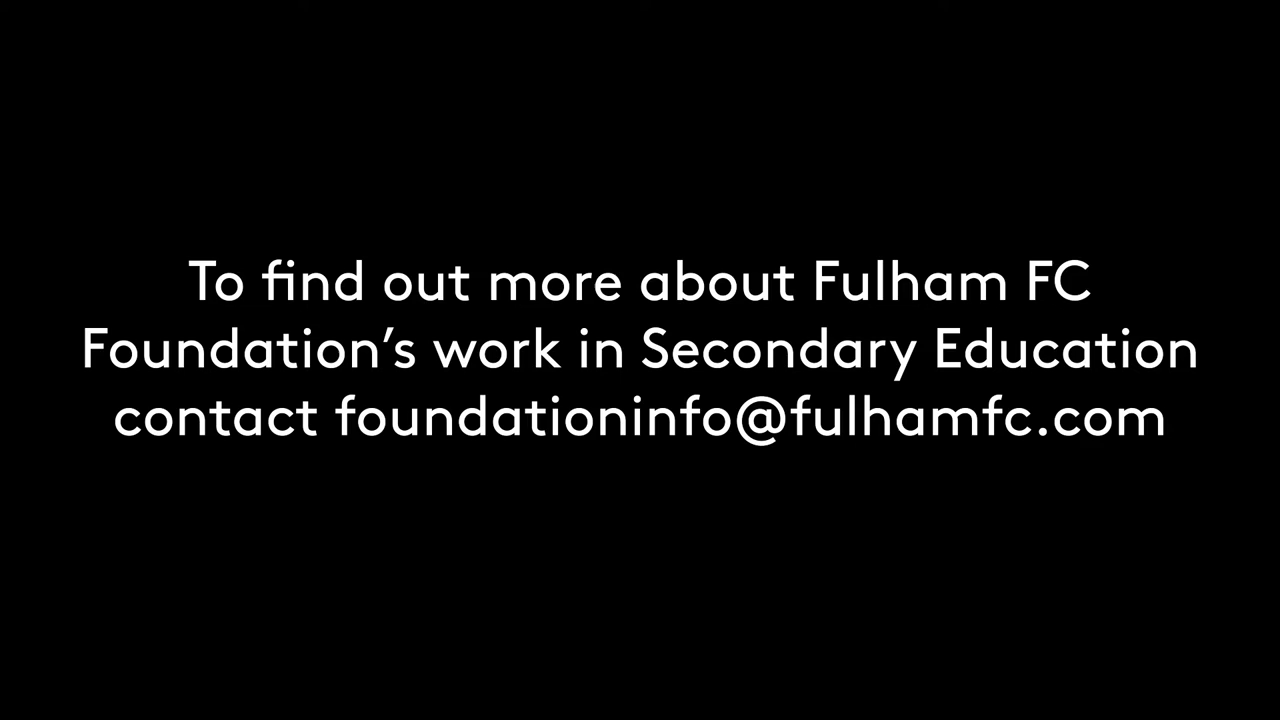 To find out more about Fulham FC
Foundation’s work in Secondary Education
contact foundationinfo@fulhamfc.com